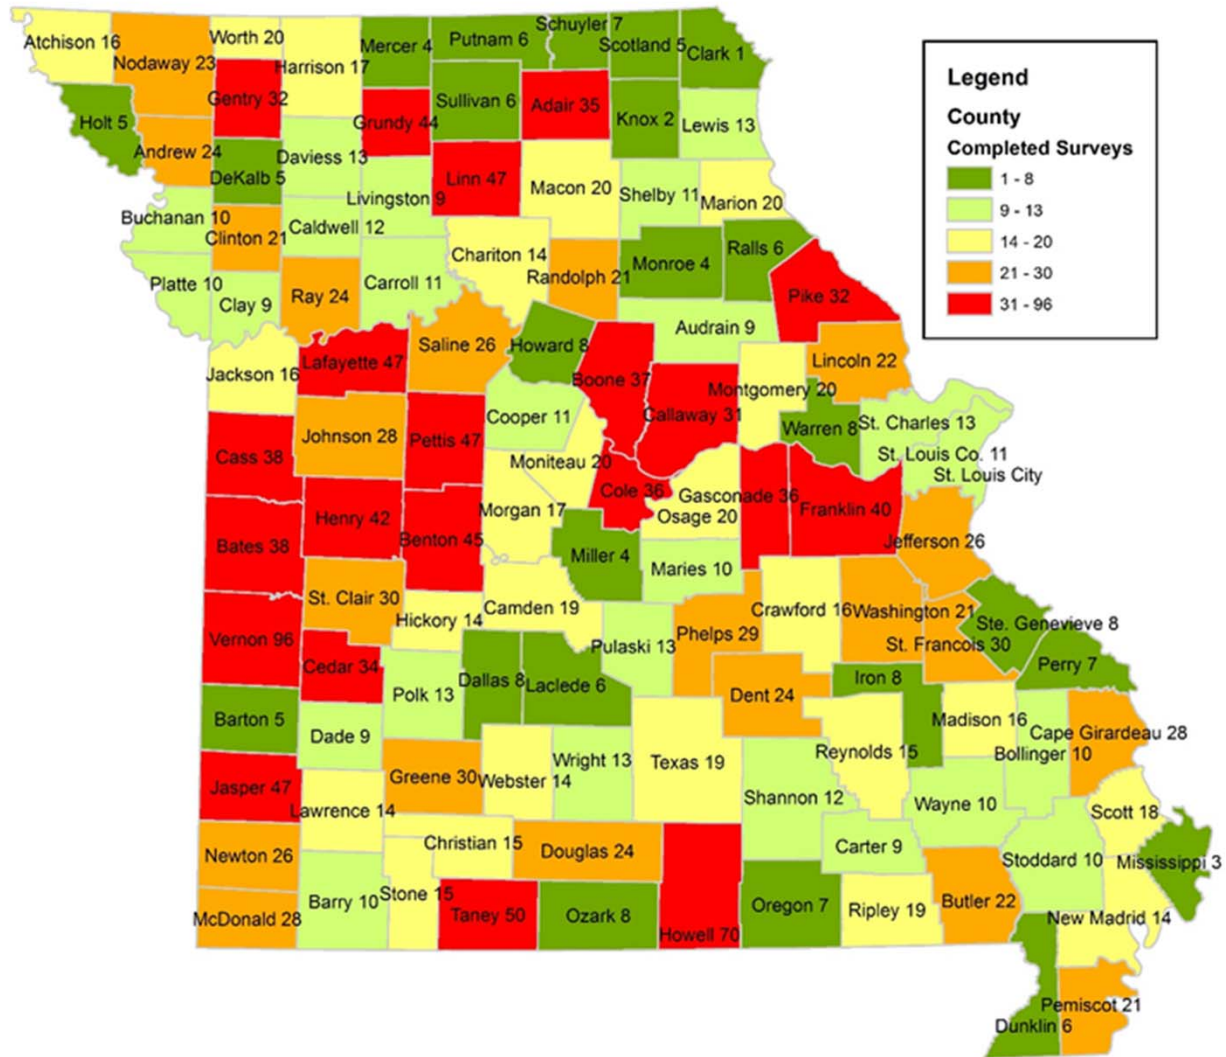 Atchison 16
Nodaway 23
Worth 20
Harrison 17
Mercer 4
Putnam 6
Schuyler 7
Scotland 5
Clark 1
Gentry 32
Holt 5
Andrew 24
DeKalb 5
Daviess 13
Grundy 44
Sullivan 6
Adair 35
Knox 2
Lewis 13
Livingston 9
Linn 47
Macon 20
Shelby 11
Marion 20
Buchanan 10
Clinton 21
Caldwell 12
Chariton 14
Randolph 21
Monroe 4
Ralls 6
Platte 10
Clay 9
Ray 24
Carroll 11
Pike 32
Audrain 9
Jackson 16
Lafayette 47
Saline 26
Howard 8
Boone 37
Callaway 31
Montgomery 20
Lincoln 22
Warren 8
St. Charles 13
St. Louis Co. 11
St. Louis City
Cass 38
Johnson 28
Pettis 47
Cooper 11
Moniteau 20
Cole 36
Osage 20
Gasconade 36
Franklin 40
Jefferson 26
Bates 38
Henry 42
Benton 45
Morgan 17
Miller 4
Maries 10
St. Clair 30
Hickory 14
Camden 19
Pulaski 13
Phelps 29
Crawford 16
Washington 21
St. Francois 30
Ste. Genevieve 8
Perry 7
Vernon 96
Cedar 34
Polk 13
Dallas 8
Laclede 6
Dent 24
Iron 8
Madison 16
Cape Girardeau 28
Bollinger 10
Barton 5
Dade 9
Greene 30
Webster 14
Wright 13
Texas 19
Shannon 12
Reynolds 15
Wayne 10
Scott 18
Jasper 47
Lawrence 14
Christian 15
Douglas 24
Carter 9
Stoddard 10
Mississippi 3
Newton 26
McDonald 28
Barry 10
Stone 15
Taney 50
Ozark 8
Howell 70
Oregon 7
Ripley 19
Butler 22
New Madrid 14
Pemiscot 21
Dunklin 6
Legend
County
Completed Surveys
1 - 8
9 - 13
14 - 20
21 - 30
31 - 96